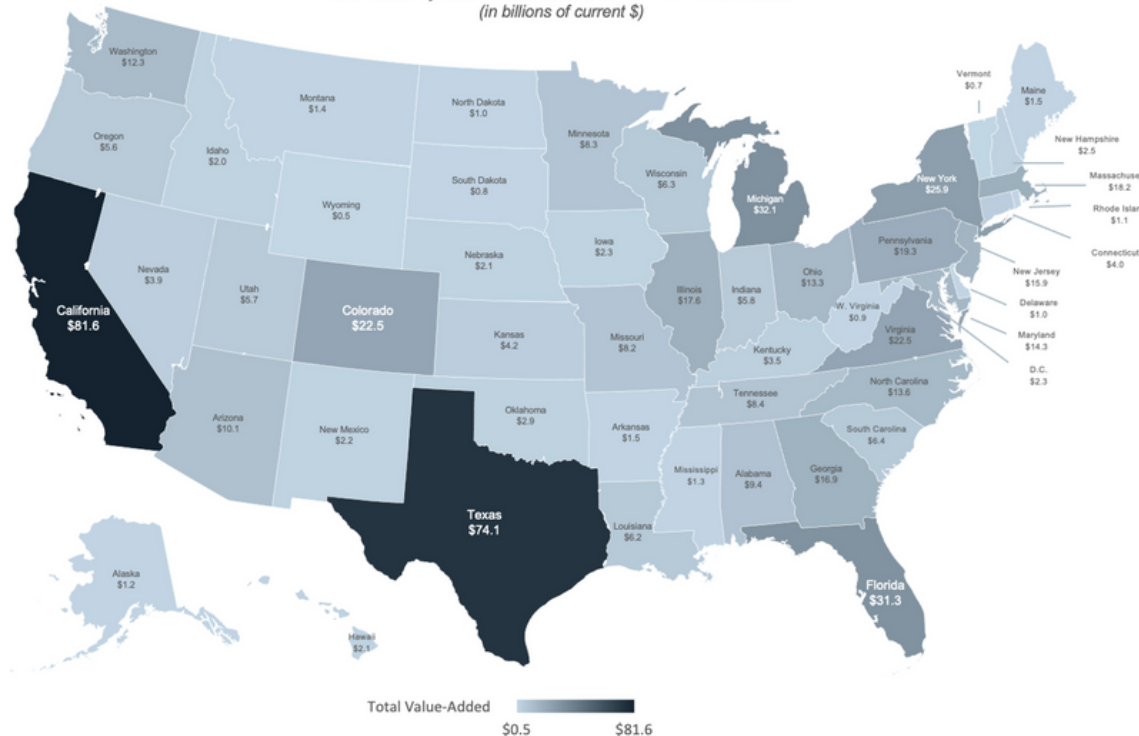 (in billions of current $)
Washington
$12.3
Montana
$1.4
North Dakota
$1.0
Minnesota
$8.3
Vermont
$0.7
Maine
$1.5
Oregon
$5.6
Idaho
$2.0
South Dakota
$0.8
Wisconsin
$6.3
Michigan
$32.1
New York
$25.9
New Hampshire
$2.5
Massachuse
$18.2
Rhode Islar
$1.1
Wyoming
$0.5
Iowa
$2.3
Pennsylvania
$19.3
Connecticut
$4.0
Nevada
$3.9
Utah
$5.7
Nebraska
$2.1
Illinois
$17.6
Indiana
$5.8
Ohio
$13.3
New Jersey
$15.9
California
$81.6
Colorado
$22.5
Kansas
$4.2
Missouri
$8.2
W. Virginia
$0.9
Virginia
$22.5
Delaware
$1.0
Maryland
$14.3
Kentucky
$3.5
D.C.
$2.3
Tennessee
$8.4
North Carolina
$13.6
Arizona
$10.1
New Mexico
$2.2
Oklahoma
$2.9
Arkansas
$1.5
South Carolina
$6.4
Mississippi
$1.3
Alabama
$9.4
Georgia
$16.9
Texas
$74.1
Louisiana
$6.2
Alaska
$1.2
Florida
$31.3
Hawaii
$2.1
Total Value-Added
$0.5
$81.6